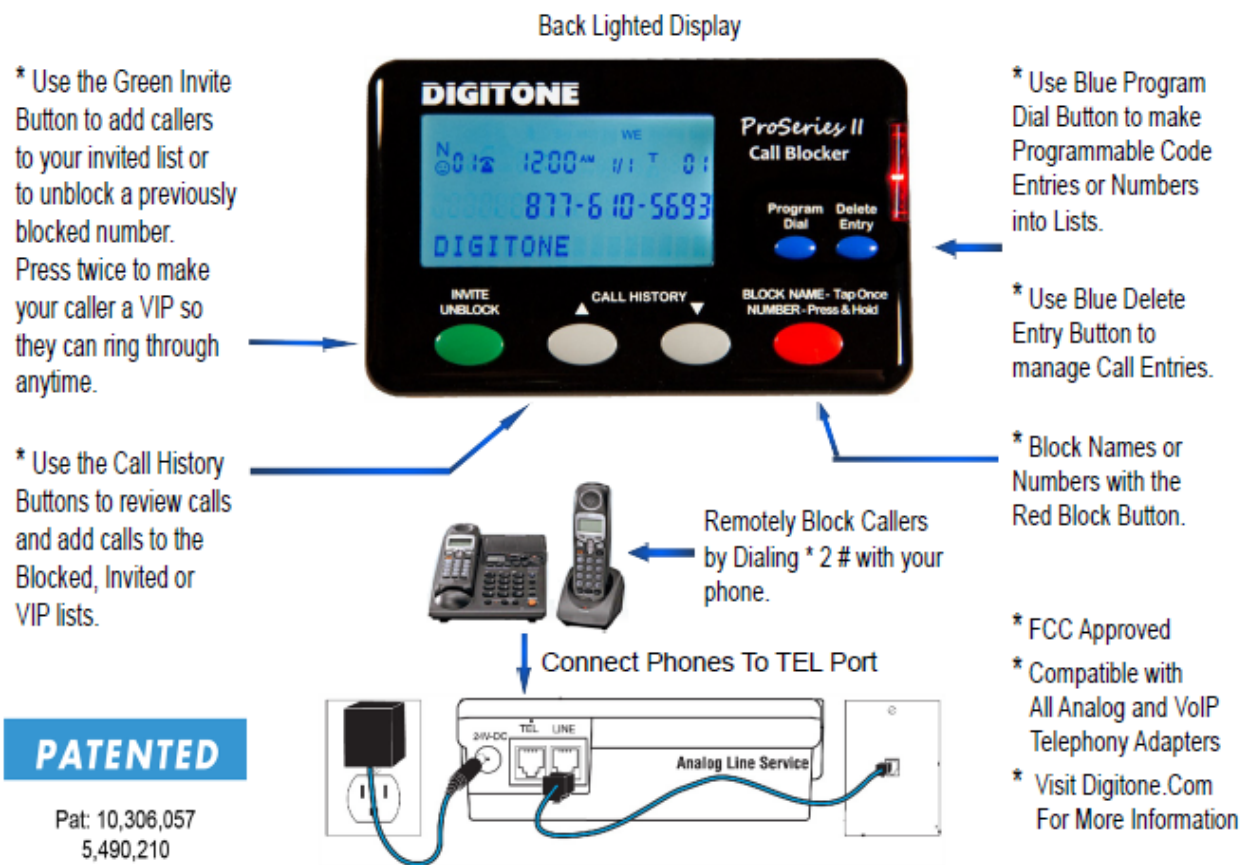 Back Lighted Display
* Use the Green Invite
Button to add callers
to your invited list or
to unblock a previously
blocked number.
Press twice to make
your caller a VIP so
they can ring through
anytime.
* Use the Call History
Buttons to review calls
and add calls to the
Blocked, Invited or
VIP lists.
DIGITONE
ProSeries II
Call Blocker
WE
N
01 12:00 AM 1/1 T 01
877-610-5693
DIGITONE
Program
Dial
Delete
Entry
INVITE
UNBLOCK
CALL HISTORY
BLOCK NAME - Tap Once
NUMBER - Press & Hold
* Use Blue Program
Dial Button to make
Programmable Code
Entries or Numbers
into Lists.
* Use Blue Delete
Entry Button to
manage Call Entries.
* Block Names or
Numbers with the
Red Block Button.
Remotely Block Callers
by Dialing * 2 # with your
phone.
Connect Phones To TEL Port
24V-DC
TEL LINE
Analog Line Service
* FCC Approved
* Compatible with
All Analog and VoIP
Telephony Adapters
* Visit Digitone.Com
For More Information
PATENTED
Pat: 10,306,057
5,490,210